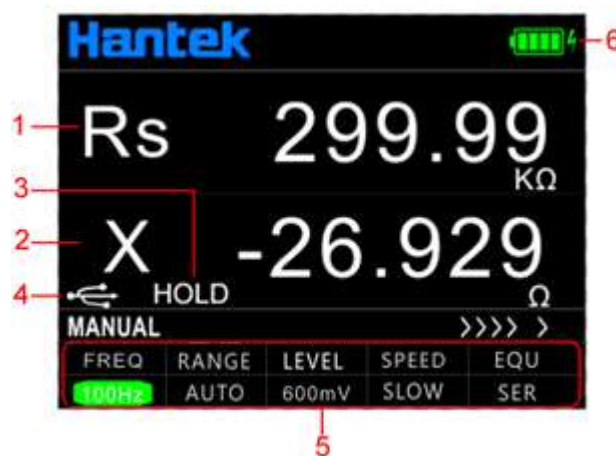 Hantek
6
1 Rs 299.99
KΩ
3
2 X -26.929
4 HOLD Ω
MANUAL >>>> >
FREQ RANGE LEVEL SPEED EQU
100Hz AUTO 600mV SLOW SER
5